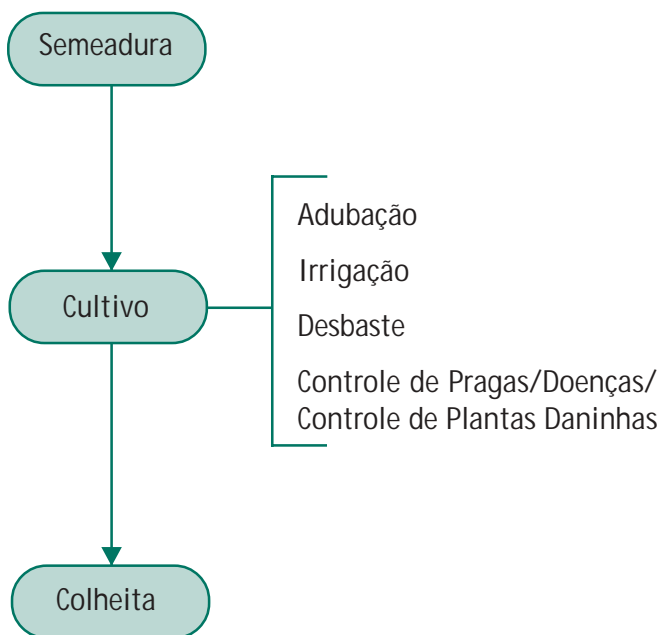 Semeadura
Adubação
Irrigação
Cultivo
Desbaste
Controle de Pragas/Doenças/
Controle de Plantas Daninhas
Colheita